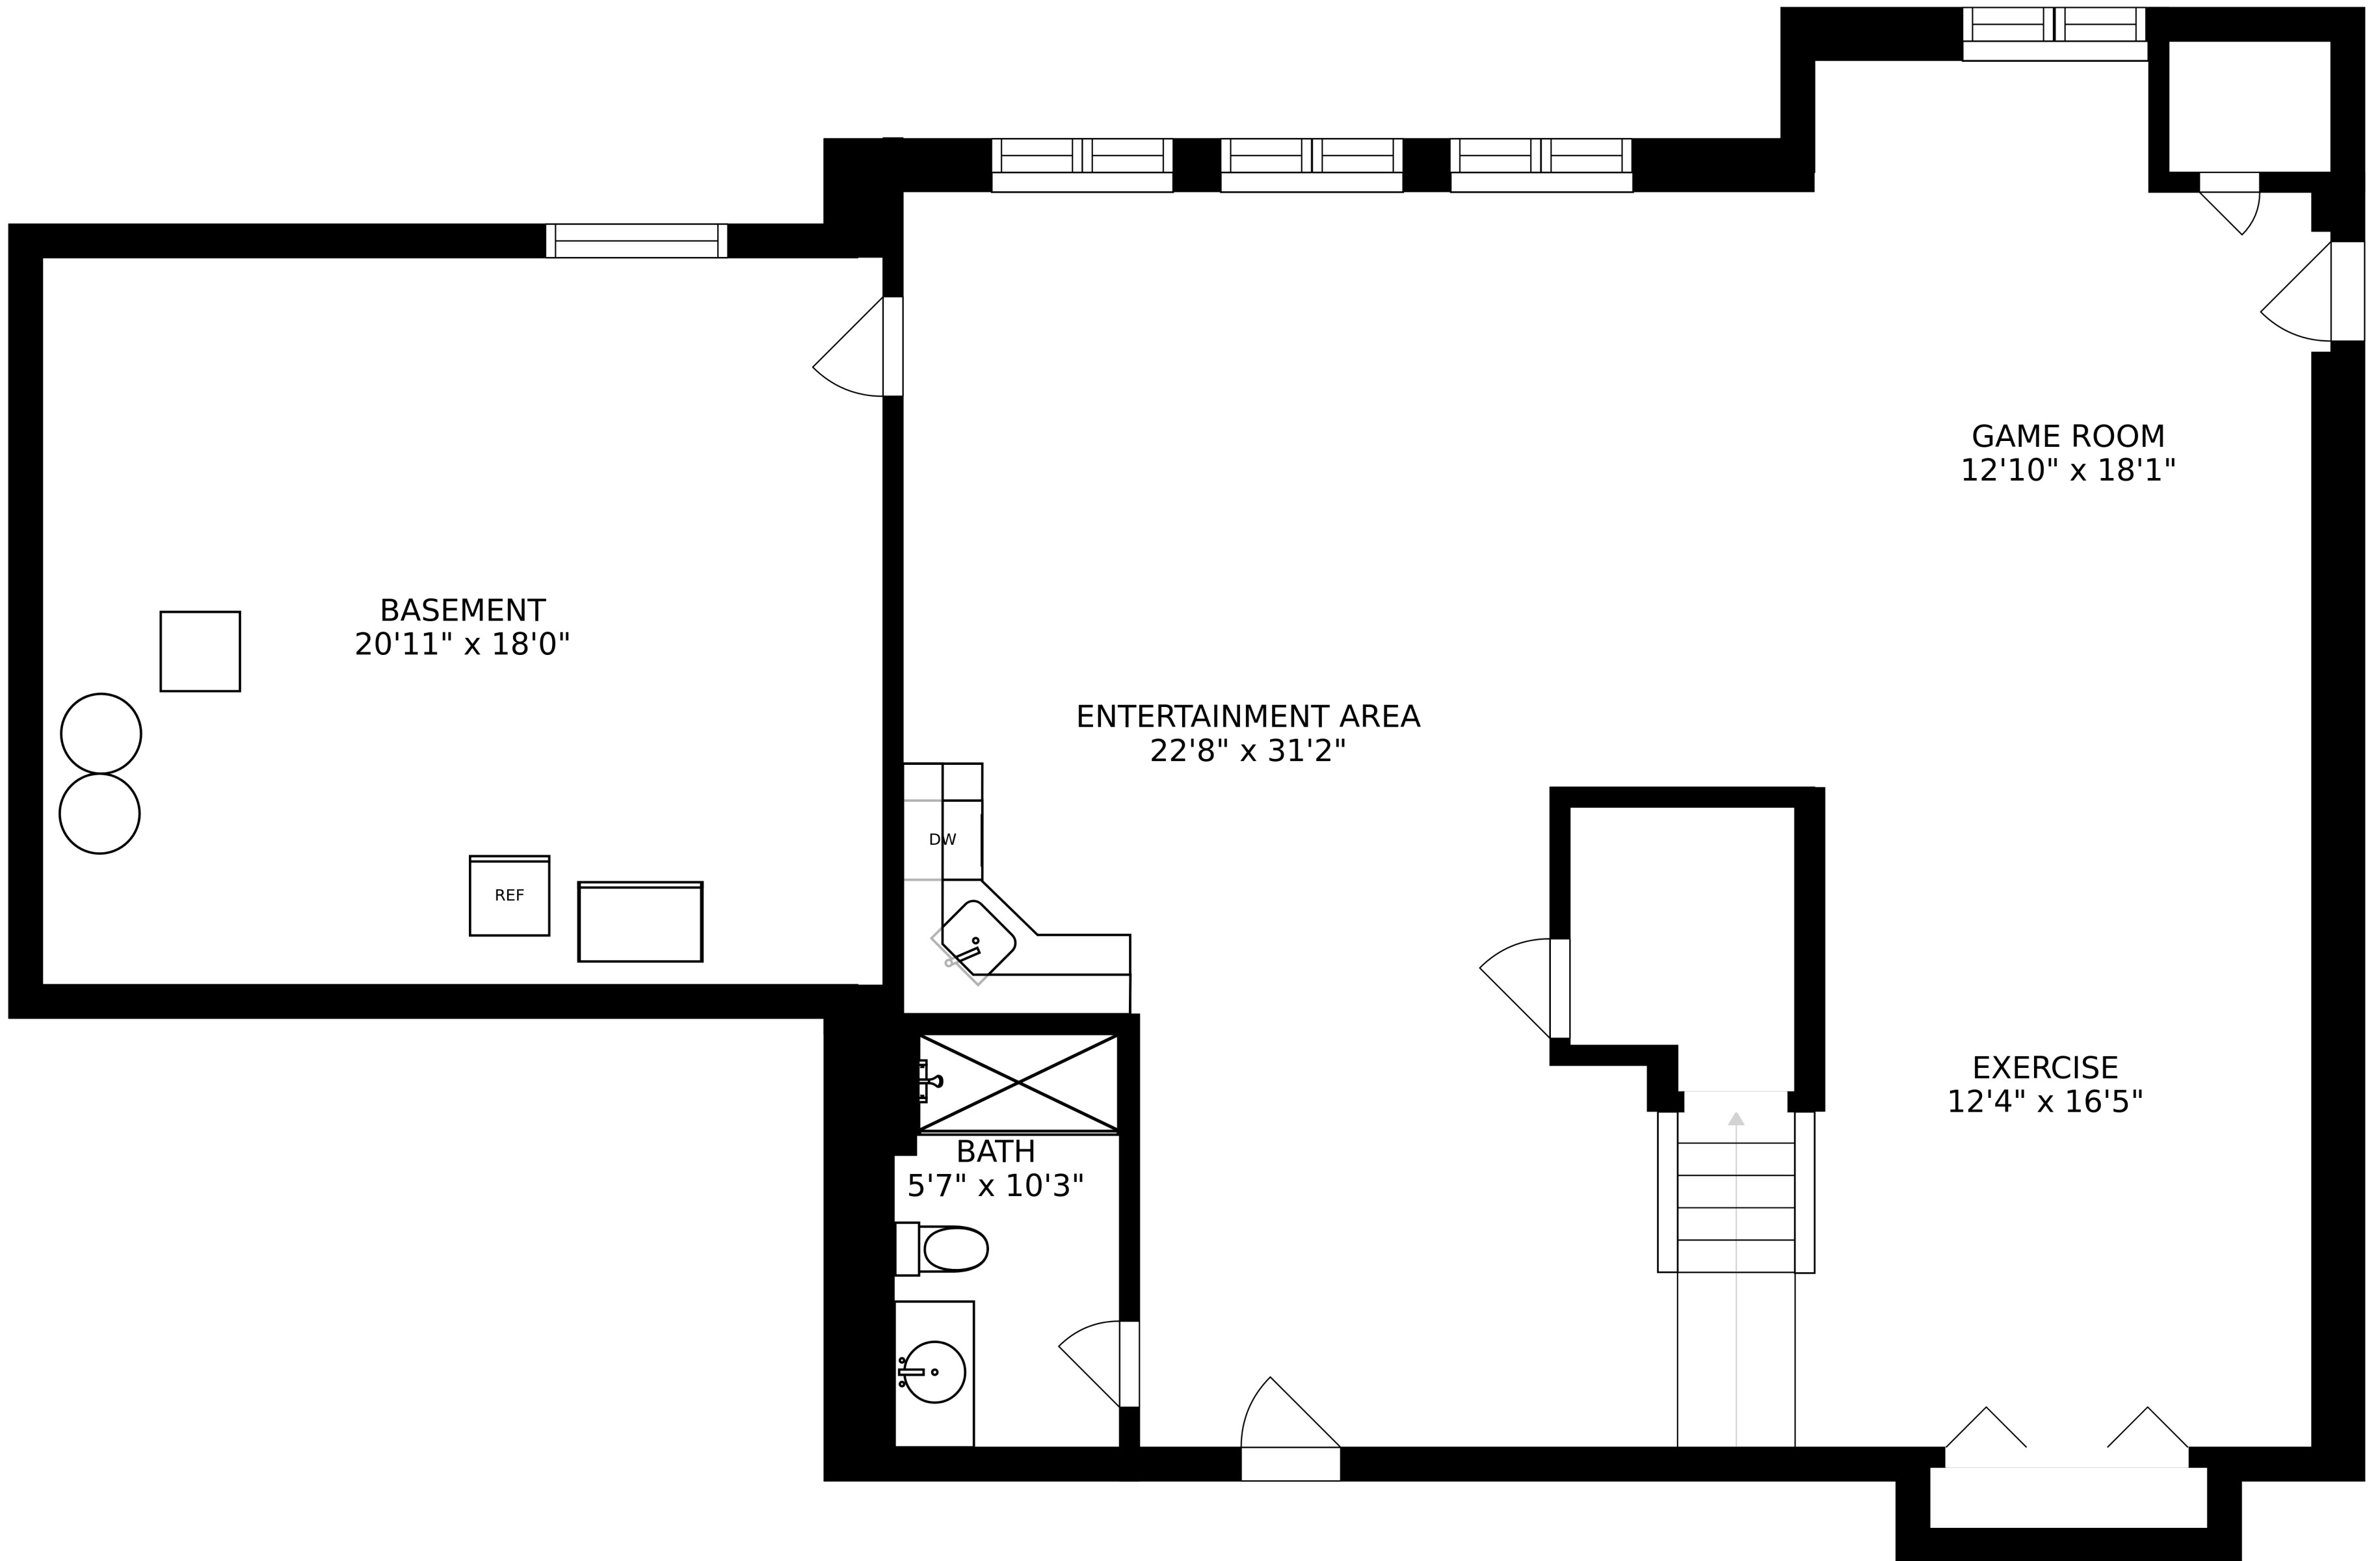 GAME ROOM
12'10" x 18'1"
BASEMENT
20'11" x 18'0"
ENTERTAINMENT AREA
22'8" x 31'2"
DW
REF
EXERCISE
12'4" x 16'5"
BATH
5'7" x 10'3"